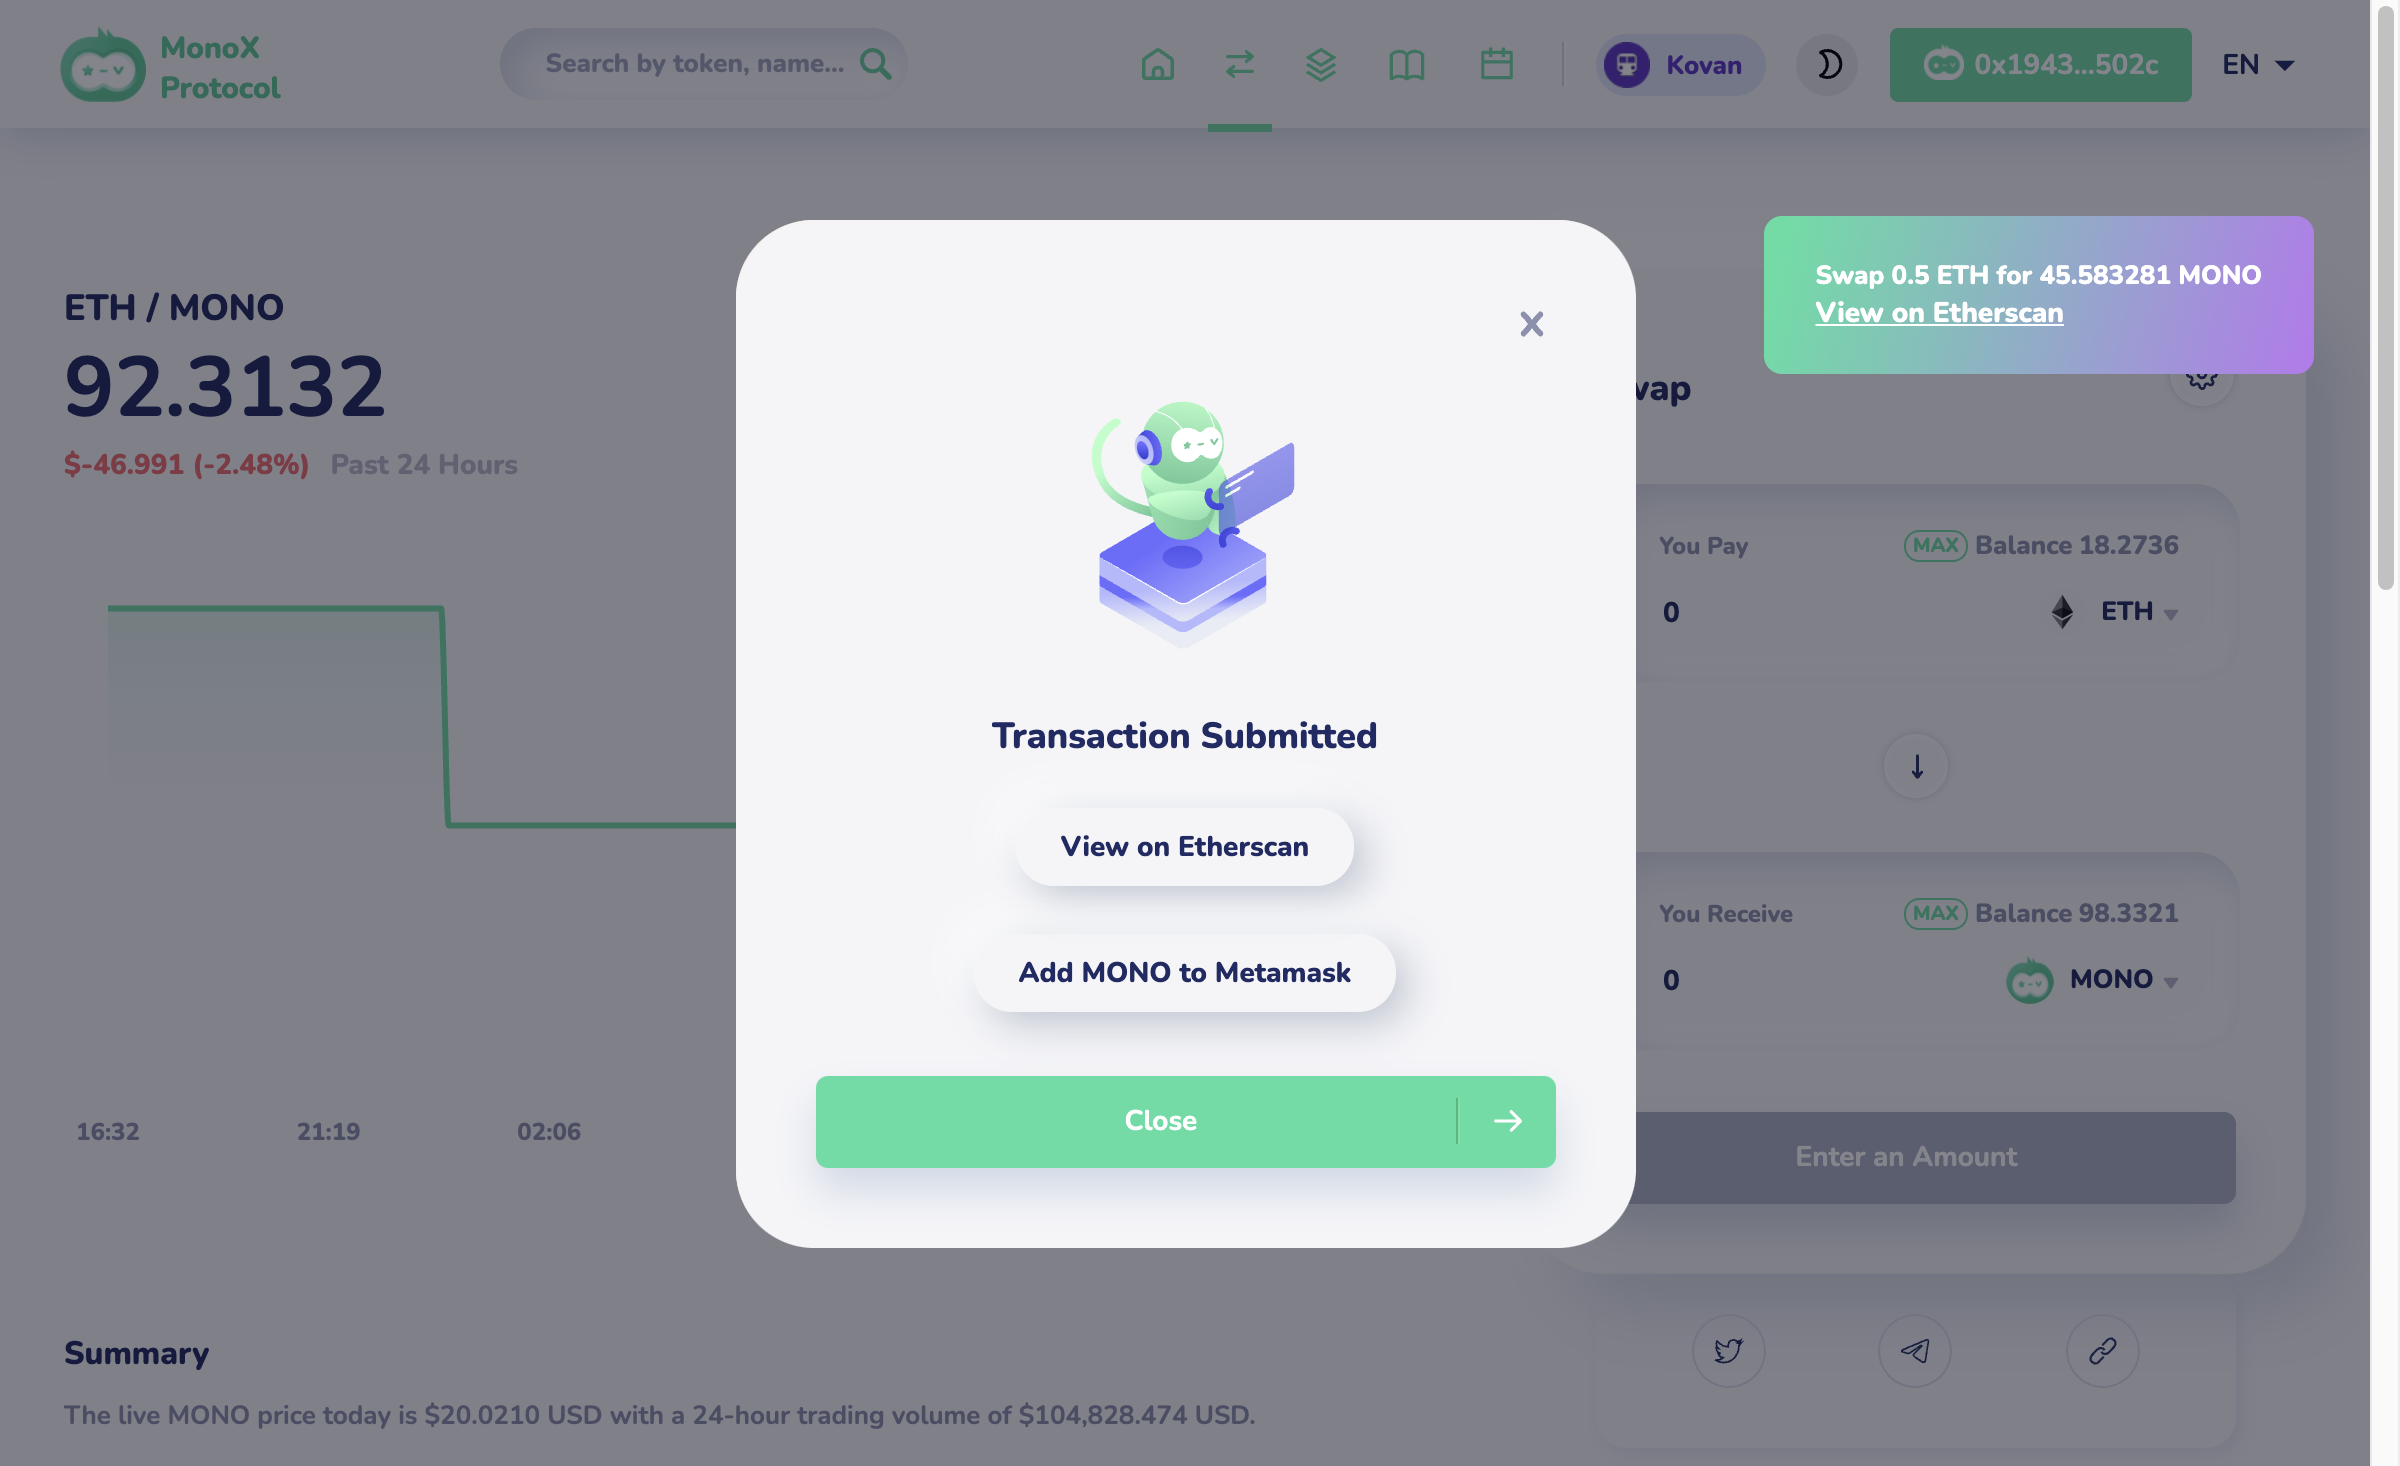 MonoX
Protocol
Search by token, name...
Kovan
0x1943...502c
EN
Swap 0.5 ETH for 45.583281 MONO
View on Etherscan
ETH / MONO
92.3132
$-46.991 (-2.48%) Past 24 Hours
vap
You Pay
MAX Balance 18.2736
0
ETH
Transaction Submitted
View on Etherscan
Add MONO to Metamask
Close
You Receive
MAX Balance 98.3321
0
MONO
Enter an Amount
16:32
21:19
02:06
Summary
The live MONO price today is $20.0210 USD with a 24-hour trading volume of $104,828.474 USD.